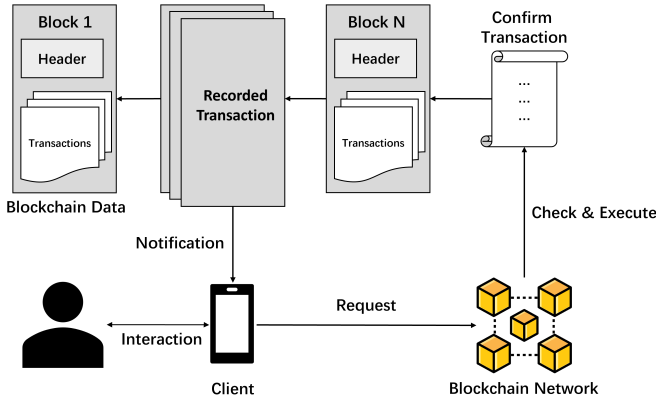 Block 1
Header
Transactions
Blockchain Data
Recorded
Transaction
Block N
Header
Transactions
Confirm
Transaction
...
...
...
Check & Execute
Notification
Interaction
Client
Request
Blockchain Network